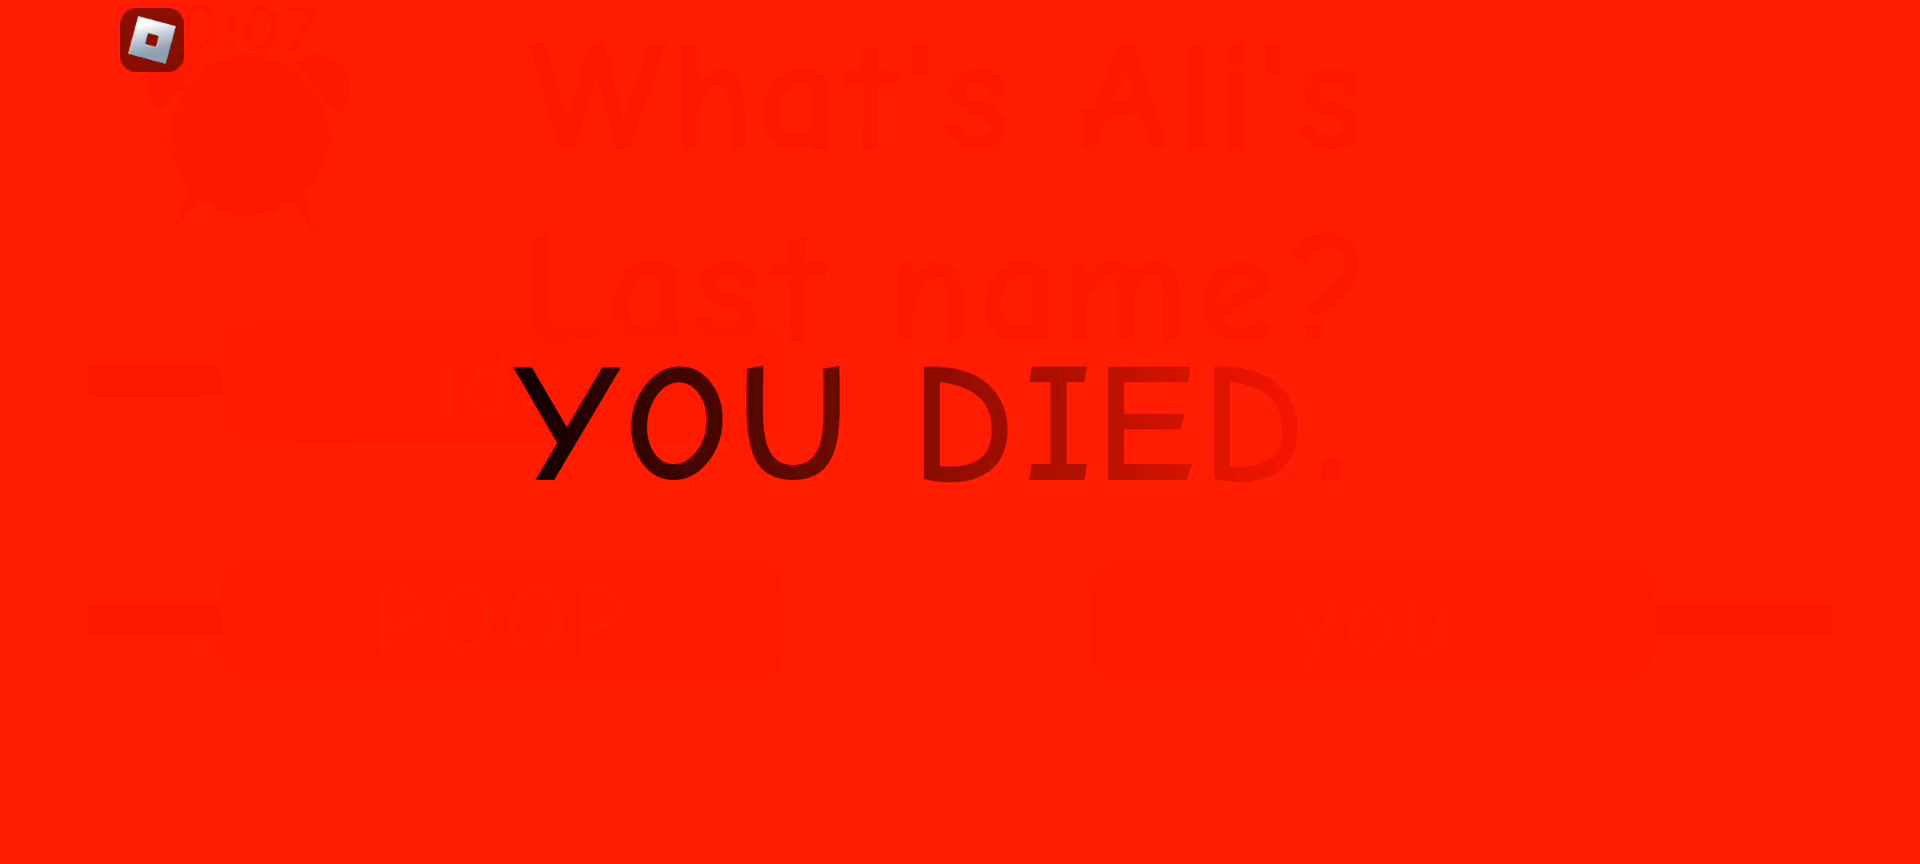 0:07
What's Ali's
Last name?
YOU DIED.
POOP
you